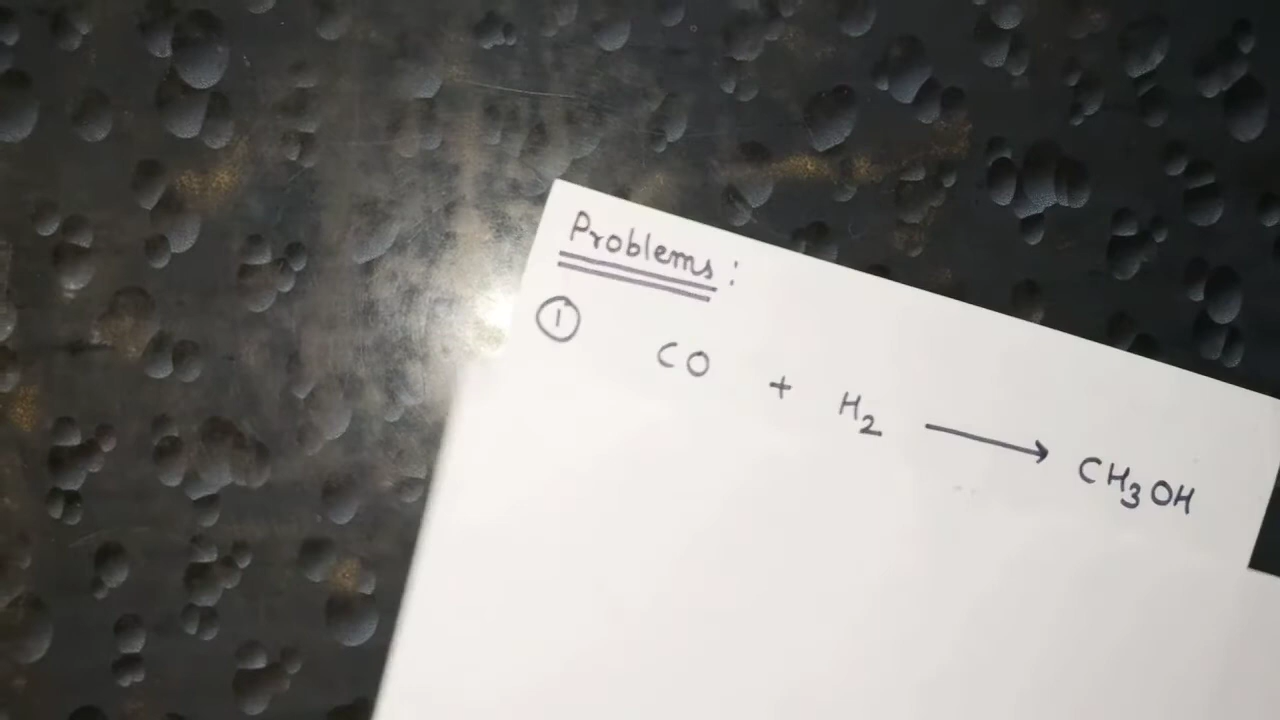 Problems:
① CO + H₂ ⟶ CH₃OH